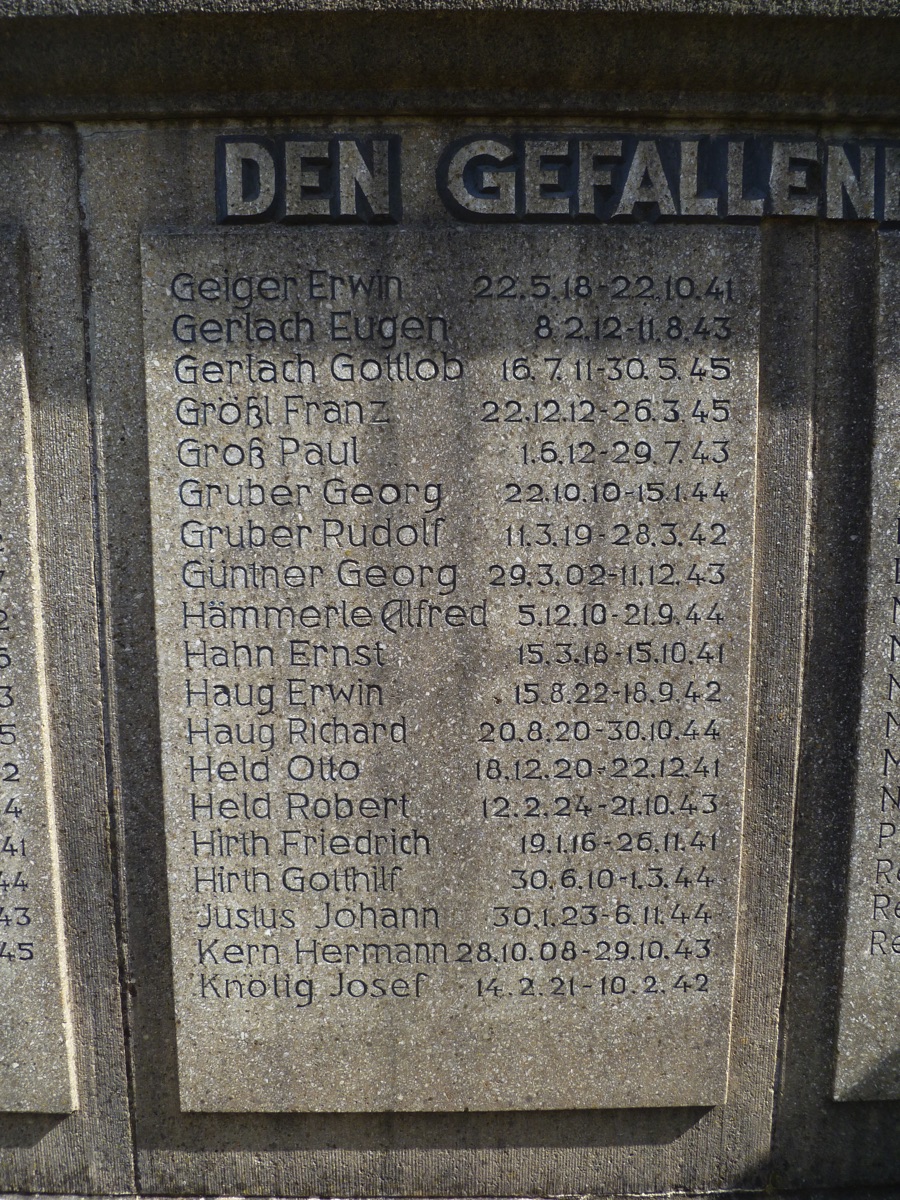 DEN GEFALLEN
Geiger Erwin 22.5.18-22.10.41
Gerlach Eugen 8.2.12-11.8.43
Gerlach Gottlob 16.7.11-30.5.45
Größl Franz 22.12.12-26.3.45
Groß Paul 1.6.12-29.7.43
Gruber Georg 22.10.10-15.1.44
Gruber Rudolf 11.3.19-28.3.42
Güntner Georg 29.3.02-11.12.43
Hämmerle Alfred 5.12.10-21.9.44
Hahn Ernst 15.3.18-15.10.41
Haug Erwin 15.8.22-18.9.42
Haug Richard 20.8.20-30.10.44
Held Otto 18.12.20-22.12.41
Held Robert 12.2.24-21.10.43
Hirth Friedrich 19.1.16-26.11.41
Hirth Gotthilf 30.6.10-1.3.44
Justus Johann 30.1.23-6.11.44
Kern Hermann 28.10.08-29.10.43
Knötig Josef 14.2.21-10.2.42